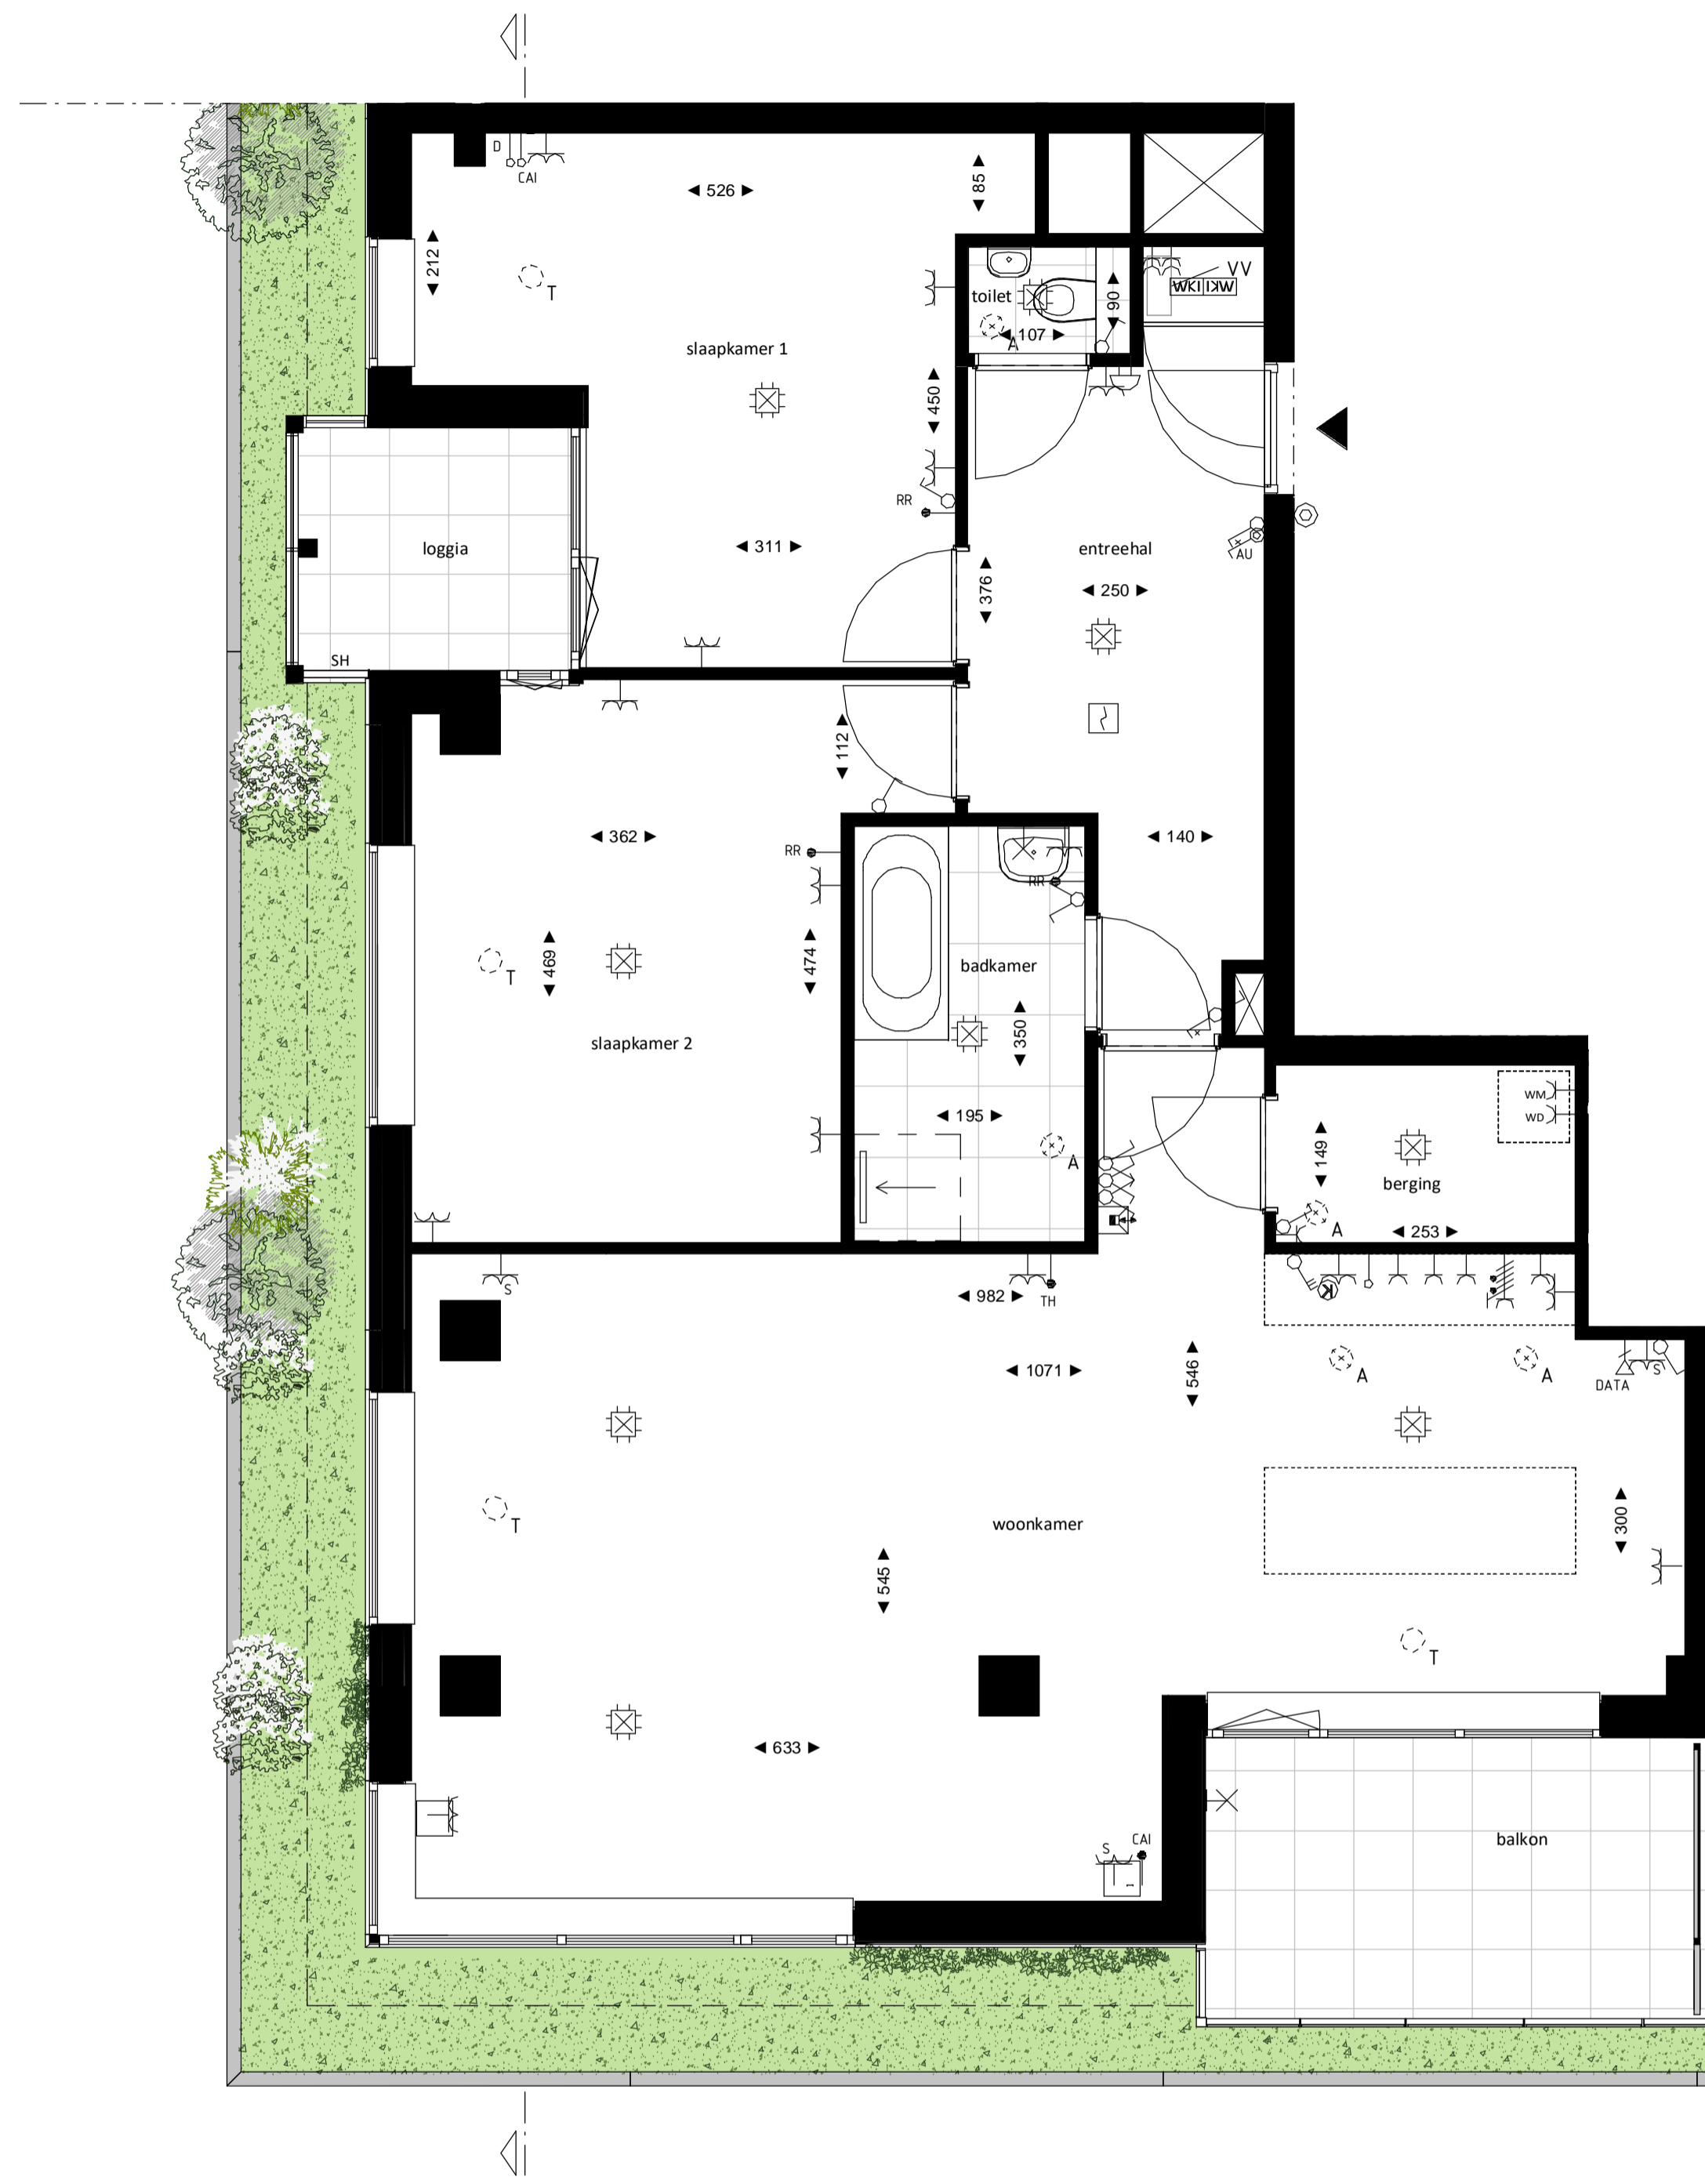 D
CAI
526
85
212
T
VV
WKI WKI
toilet
90
107
A
slaapkamer 1
450
RR
311
loggia
376
entreehal
250
AU
SH
112
362
140
RR
RR
T
469
474
badkamer
350
slaapkamer 2
195
A
WM
WD
149
berging
A
253
S
982
TH
K
1071
546
A
A
DATA
S
T
woonkamer
300
545
T
633
balkon
S
CAI
1